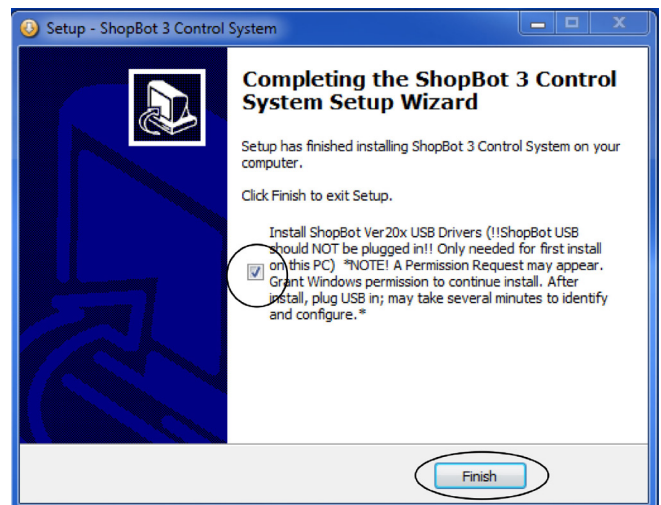 Setup - ShopBot 3 Control System
Completing the ShopBot 3 Control
System Setup Wizard
Setup has finished installing ShopBot 3 Control System on your
computer.
Click Finish to exit Setup.
Install ShopBot Ver20x USB Drivers (!!ShopBot USB
should NOT be plugged in!! Only needed for first install
on this PC)  *NOTE! A Permission Request may appear.
Grant Windows permission to continue install. After
install, plug USB in; may take several minutes to identify
and configure.*
Finish